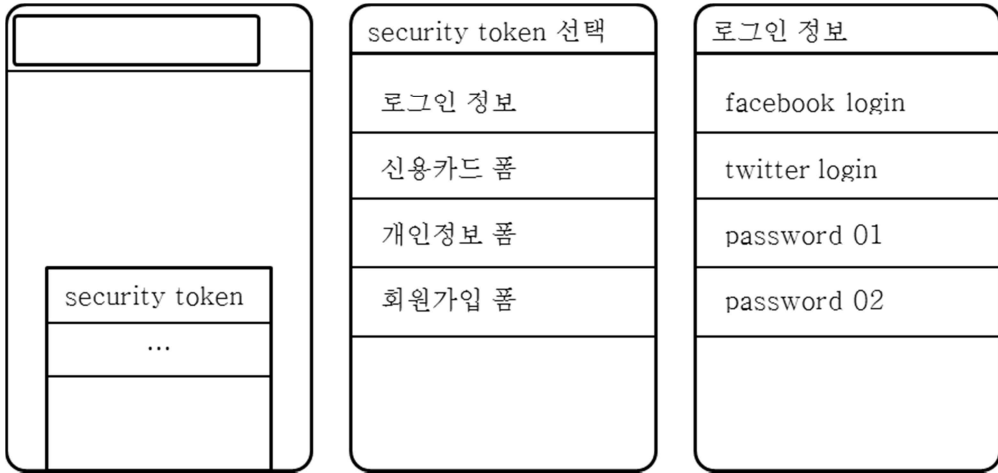 security token
...
security token 선택
로그인 정보
신용카드 폼
개인정보 폼
회원가입 폼
로그인 정보
facebook login
twitter login
password 01
password 02